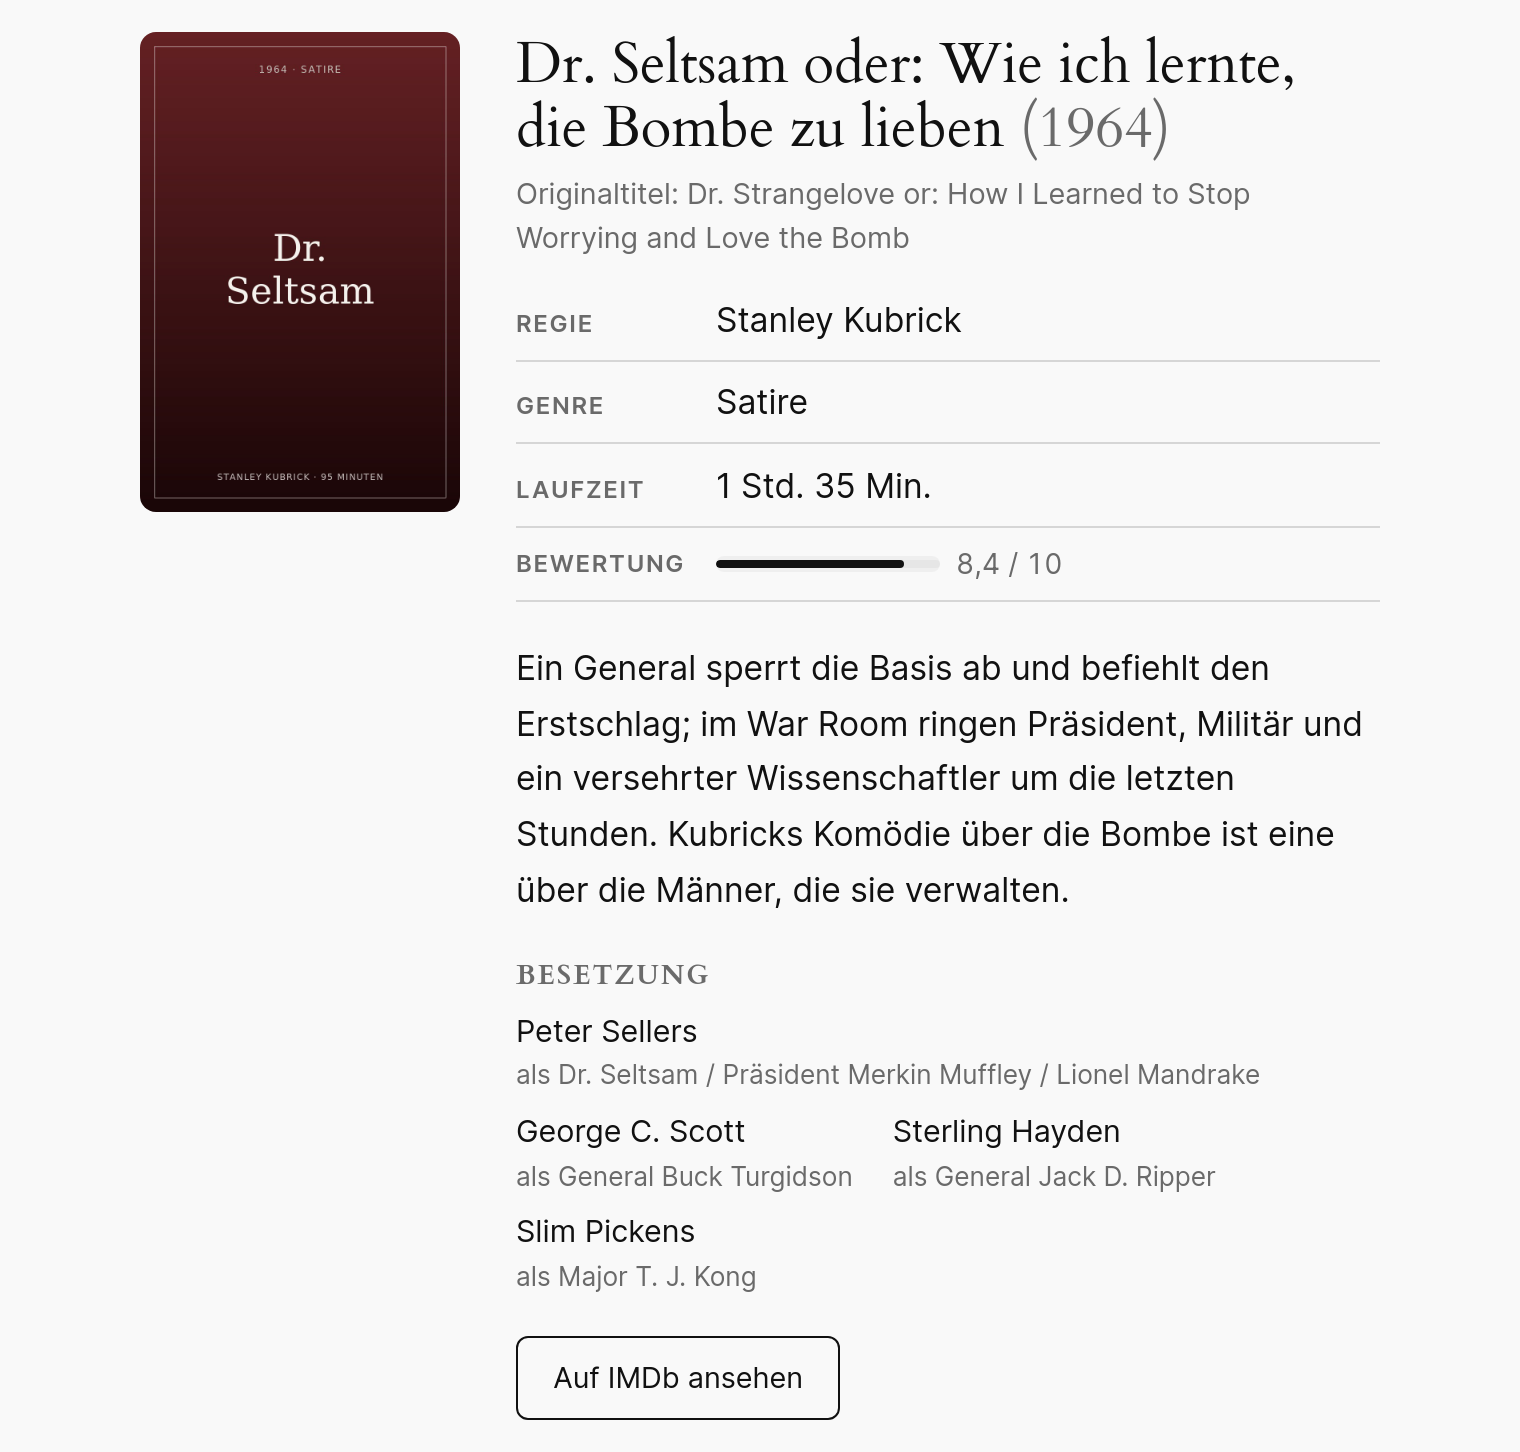 1964 · SATIRE
Dr.
Seltsam
STANLEY KUBRICK · 95 MINUTEN
Dr. Seltsam oder: Wie ich lernte,
die Bombe zu lieben (1964)
Originaltitel: Dr. Strangelove or: How I Learned to Stop
Worrying and Love the Bomb
REGIE Stanley Kubrick
GENRE Satire
LAUFZEIT 1 Std. 35 Min.
BEWERTUNG 8,4 / 10
Ein General sperrt die Basis ab und befiehlt den
Erstschlag; im War Room ringen Präsident, Militär und
ein versehrter Wissenschaftler um die letzten
Stunden. Kubricks Komödie über die Bombe ist eine
über die Männer, die sie verwalten.
BESETZUNG
Peter Sellers
als Dr. Seltsam / Präsident Merkin Muffley / Lionel Mandrake
George C. Scott
als General Buck Turgidson
Sterling Hayden
als General Jack D. Ripper
Slim Pickens
als Major T. J. Kong
Auf IMDb ansehen